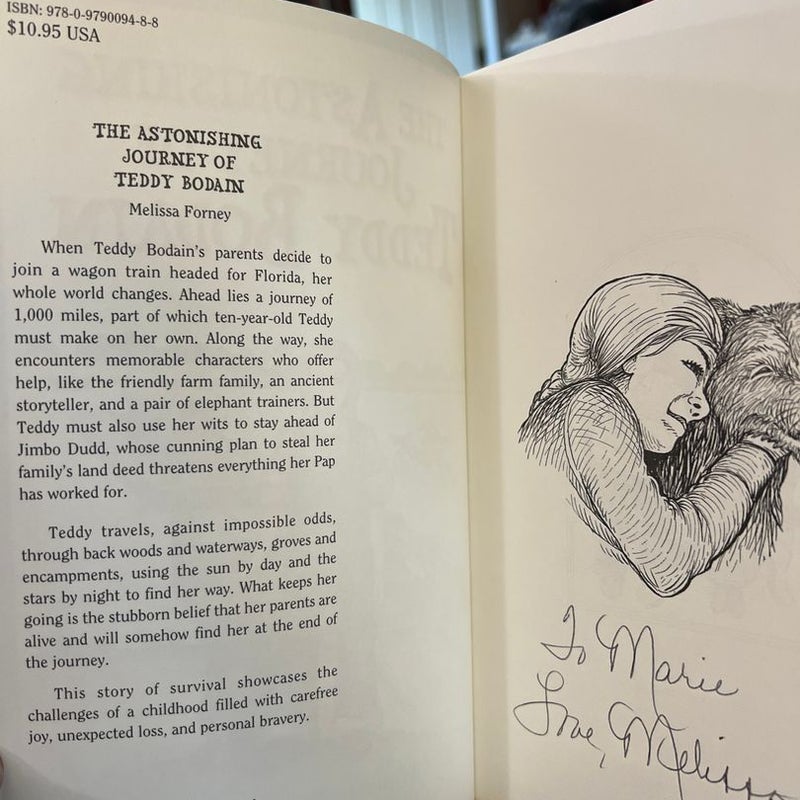 ISBN: 978-0-9790094-8-8
$10.95 USA
THE ASTONISHING
JOURNEY OF
TEDDY BODAIN
Melissa Forney
When Teddy Bodain's parents decide to
join a wagon train headed for Florida, her
whole world changes. Ahead lies a journey of
1,000 miles, part of which ten-year-old Teddy
must make on her own. Along the way, she
encounters memorable characters who offer
help, like the friendly farm family, an ancient
storyteller, and a pair of elephant trainers. But
Teddy must also use her wits to stay ahead of
Jimbo Dudd, whose cunning plan to steal her
family's land deed threatens everything her Pap
has worked for.
Teddy travels, against impossible odds,
through back woods and waterways, groves and
encampments, using the sun by day and the
stars by night to find her way. What keeps her
going is the stubborn belief that her parents are
alive and will somehow find her at the end of
the journey.
This story of survival showcases the
challenges of a childhood filled with carefree
joy, unexpected loss, and personal bravery.
To Marie
Love, Melissa